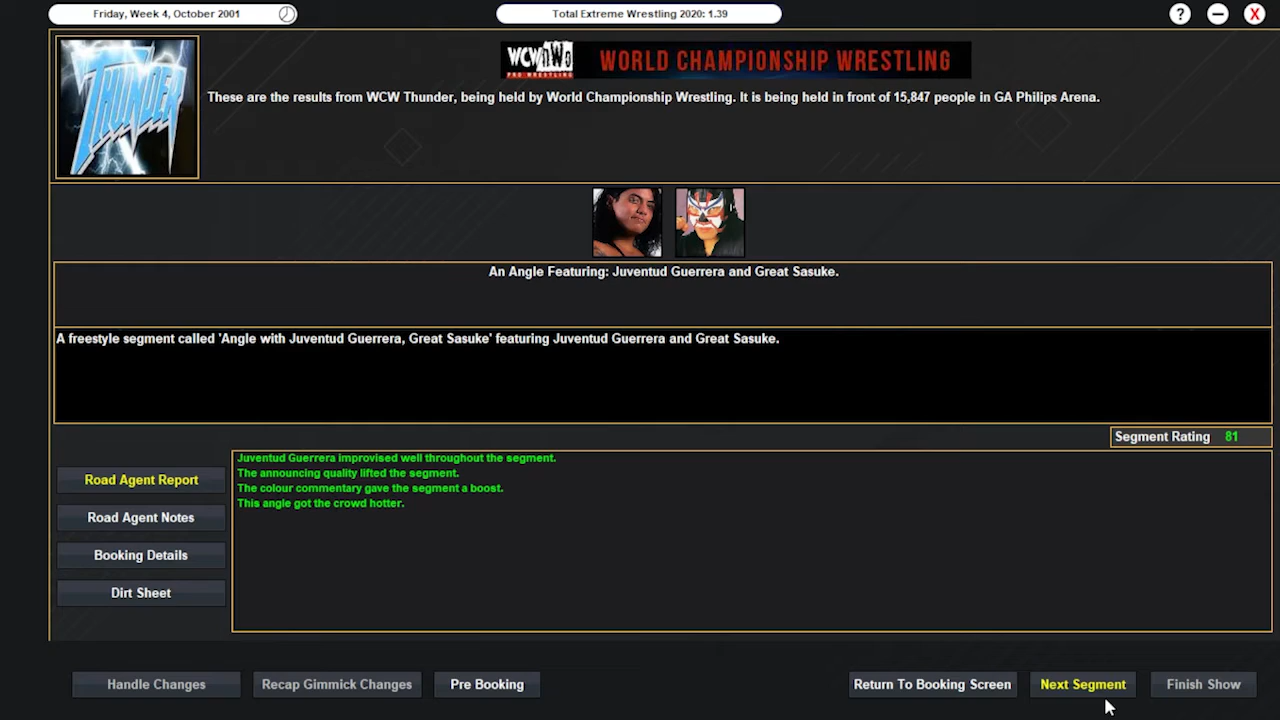 Friday, Week 4, October 2001
Total Extreme Wrestling 2020: 1.39
?
X
THUNDER
WCW
PRO WRESTLING
WORLD CHAMPIONSHIP WRESTLING
These are the results from WCW Thunder, being held by World Championship Wrestling. It is being held in front of 15,847 people in GA Philips Arena.
An Angle Featuring: Juventud Guerrera and Great Sasuke.
A freestyle segment called 'Angle with Juventud Guerrera, Great Sasuke' featuring Juventud Guerrera and Great Sasuke.
Segment Rating 81
Road Agent Report
Road Agent Notes
Booking Details
Dirt Sheet
Juventud Guerrera improvised well throughout the segment.
The announcing quality lifted the segment.
The colour commentary gave the segment a boost.
This angle got the crowd hotter.
Handle Changes
Recap Gimmick Changes
Pre Booking
Return To Booking Screen
Next Segment
Finish Show